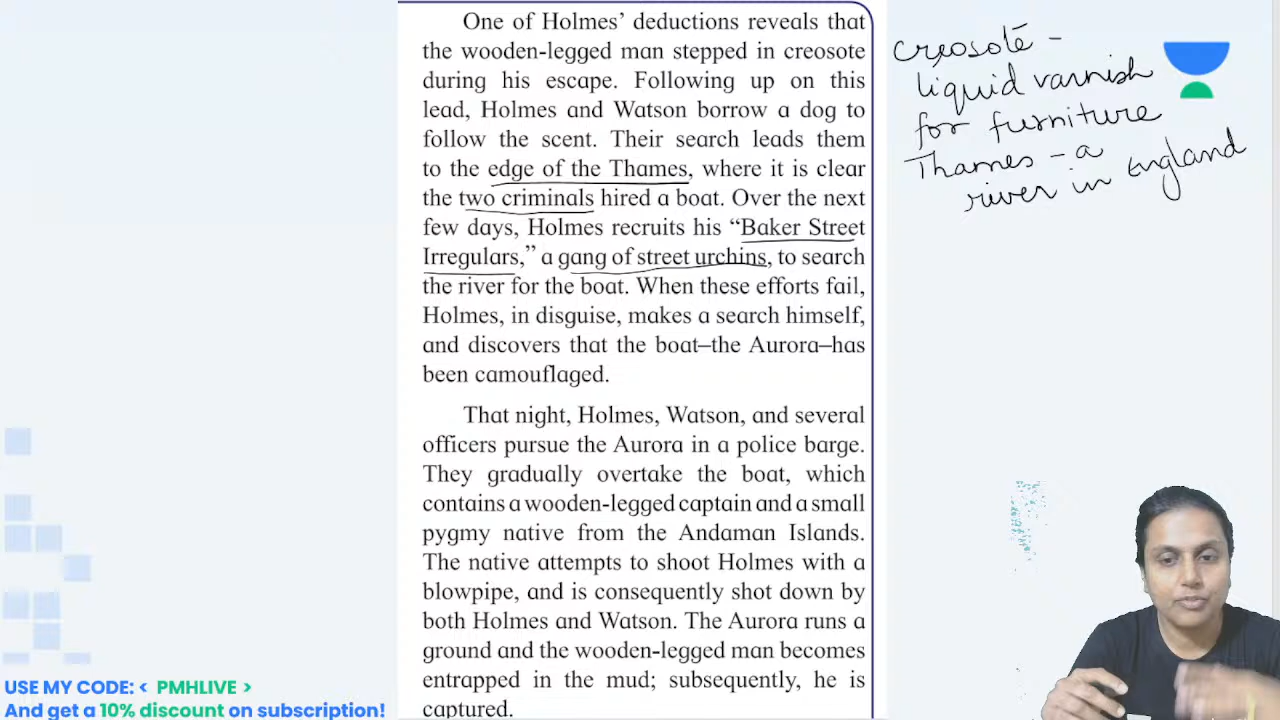 One of Holmes’ deductions reveals that
the wooden-legged man stepped in creosote
during his escape. Following up on this
lead, Holmes and Watson borrow a dog to
follow the scent. Their search leads them
to the edge of the Thames, where it is clear
the two criminals hired a boat. Over the next
few days, Holmes recruits his “Baker Street
Irregulars,” a gang of street urchins, to search
the river for the boat. When these efforts fail,
Holmes, in disguise, makes a search himself,
and discovers that the boat–the Aurora–has
been camouflaged.
That night, Holmes, Watson, and several
officers pursue the Aurora in a police barge.
They gradually overtake the boat, which
contains a wooden-legged captain and a small
pygmy native from the Andaman Islands.
The native attempts to shoot Holmes with a
blowpipe, and is consequently shot down by
both Holmes and Watson. The Aurora runs a
ground and the wooden-legged man becomes
entrapped in the mud; subsequently, he is
captured.
creosote -
liquid varnish
for furniture
Thames - a
river in England
USE MY CODE: < PMHLIVE >
And get a 10% discount on subscription!